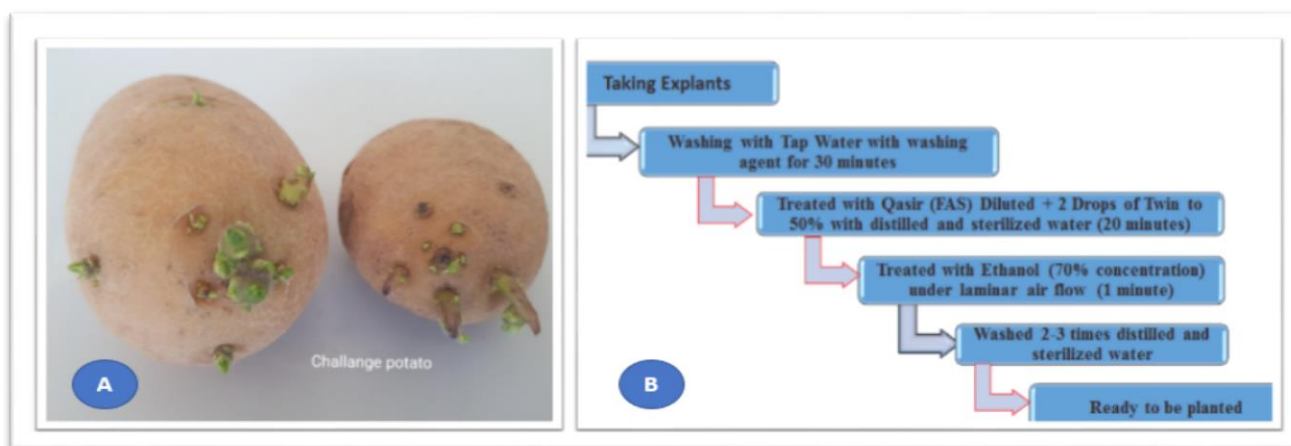 Challange potato
A
Taking Explants
Washing with Tap Water with washing
agent for 30 minutes
Treated with Qasir (FAS) Diluted + 2 Drops of Twin to
50% with distilled and sterilized water (20 minutes)
Treated with Ethanol (70% concentration)
under laminar air flow (1 minute)
Washed 2-3 times distilled and
sterilized water
Ready to be planted
B